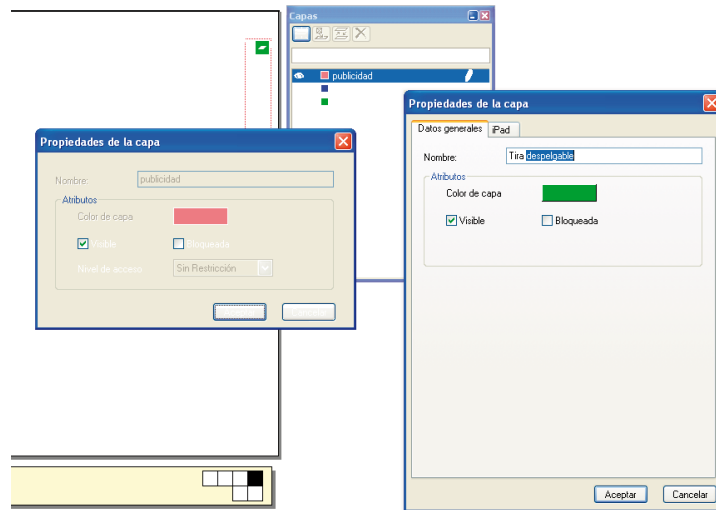 Capas
publicidad
Propiedades de la capa
Datos generales
iPad
Nombre:
Tira despelgable
Atributos
Color de capa
Visible
Bloqueada
Aceptar
Cancelar
Propiedades de la capa
Nombre:
publicidad
Atributos
Color de capa
Visible
Bloqueada
Nivel de acceso
Sin Restricción